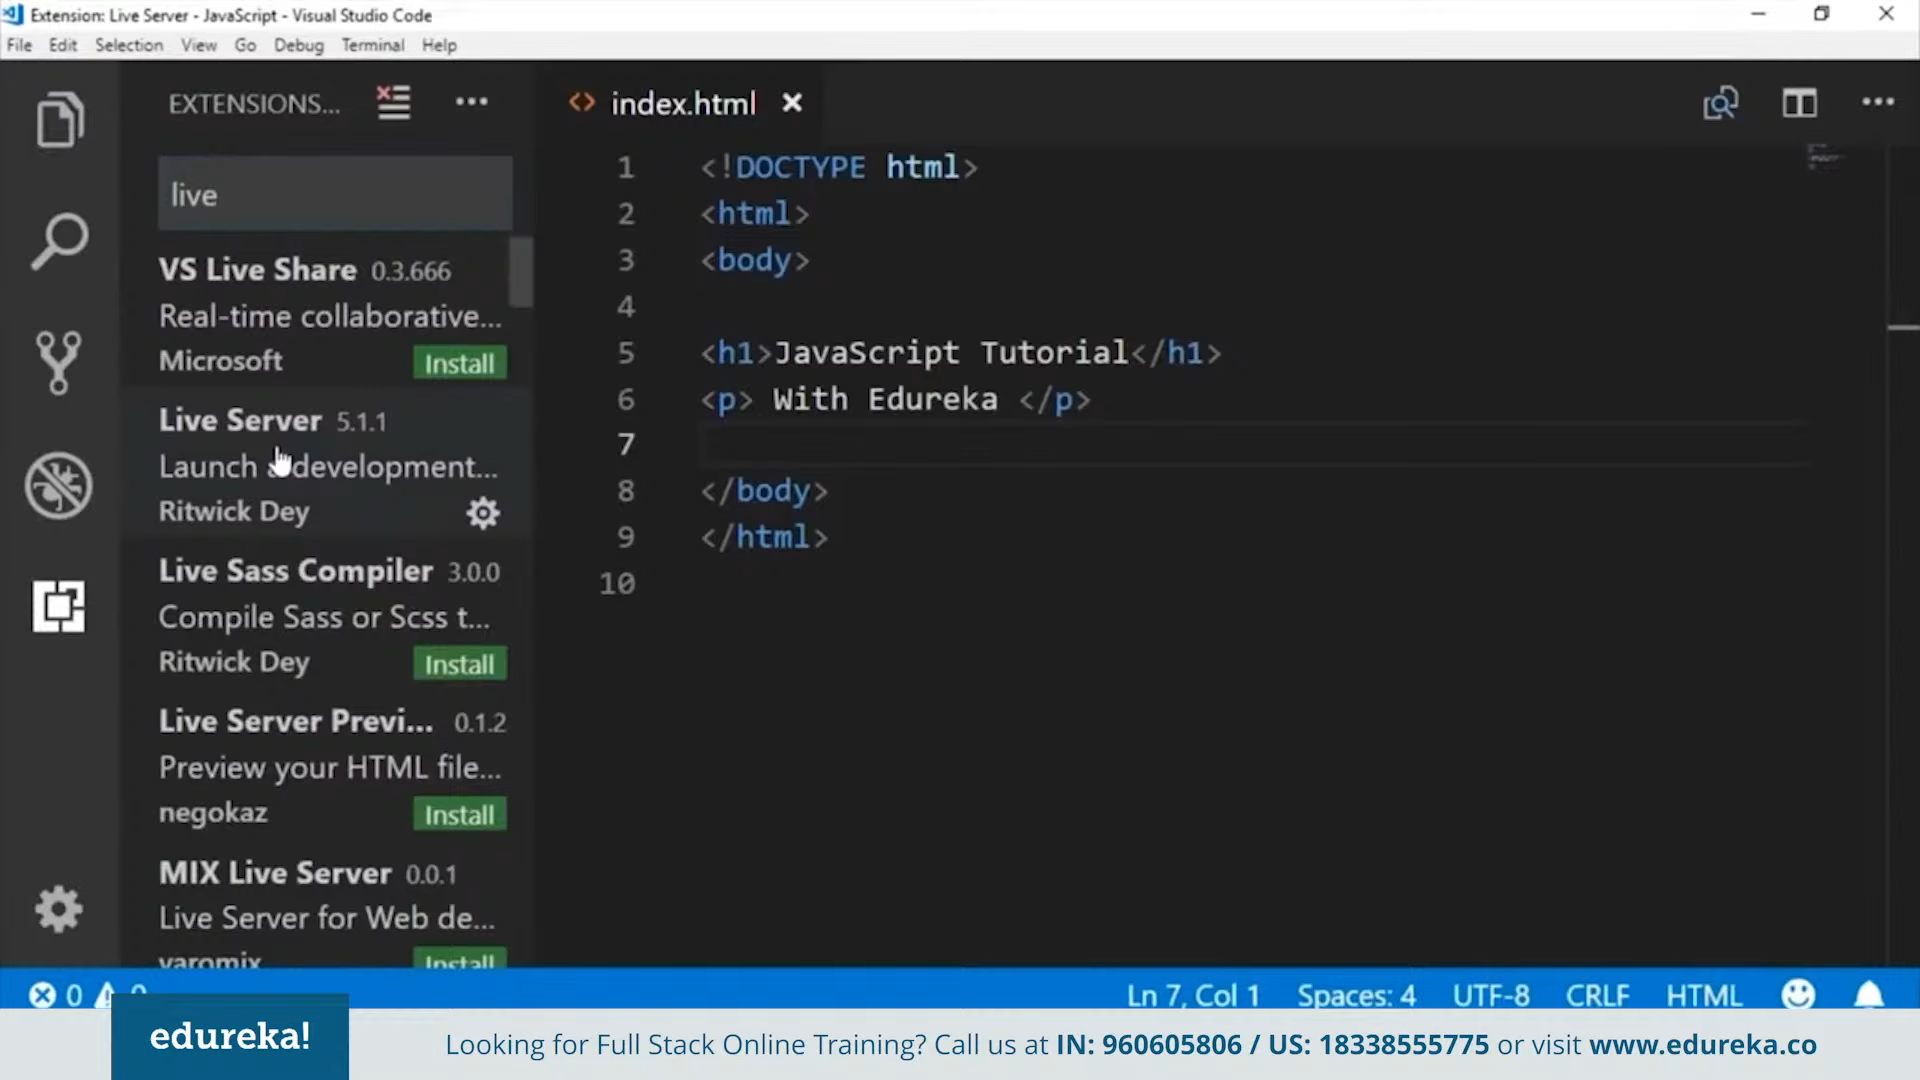 Extension: Live Server - JavaScript - Visual Studio Code
File Edit Selection View Go Debug Terminal Help
EXTENSIONS...
index.html
live
VS Live Share 0.3.666
Real-time collaborative...
Microsoft Install
Live Server 5.1.1
Launch a development...
Ritwick Dey
Live Sass Compiler 3.0.0
Compile Sass or Scss t...
Ritwick Dey Install
Live Server Previ... 0.1.2
Preview your HTML file...
negokaz Install
MIX Live Server 0.0.1
Live Server for Web de...
varomix Install
1 <!DOCTYPE html>
2 <html>
3 <body>
4
5 <h1>JavaScript Tutorial</h1>
6 <p> With Edureka </p>
7
8 </body>
9 </html>
10
0 0
Ln 7, Col 1 Spaces: 4 UTF-8 CRLF HTML
edureka!
Looking for Full Stack Online Training? Call us at IN: 960605806 / US: 18338555775 or visit www.edureka.co